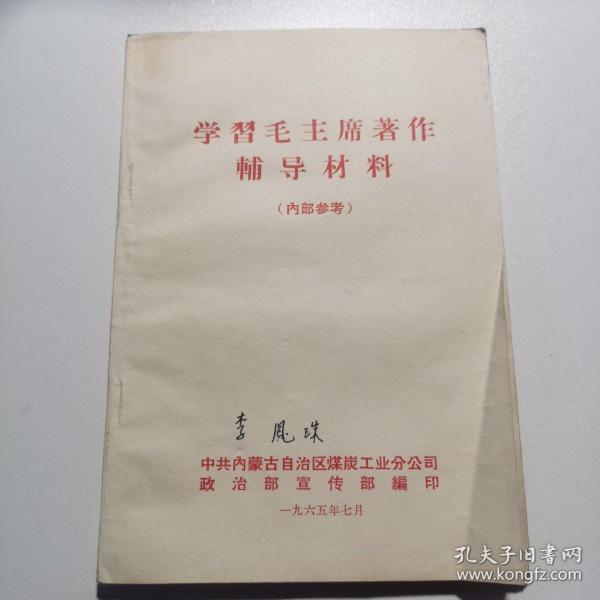 学習毛主席著作
輔导材料
（内部参考）
李凤珠
中共内蒙古自治区煤炭工业分公司
政治部宣传部編印
一九六五年七月
孔夫子旧書网
www.kongfz.com